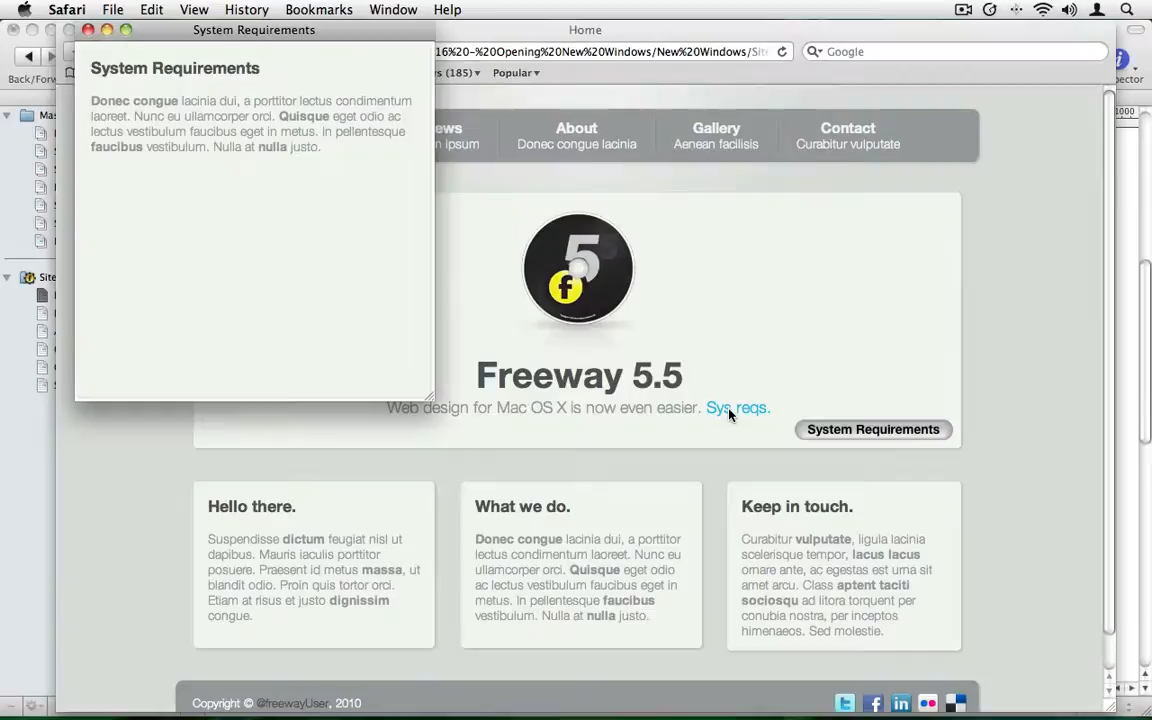 Safari File Edit View History Bookmarks Window Help
System Requirements
Home
16%20-%20Opening%20New%20Windows/New%20Windows/Sit
Google
Back/Forw
s (185) Popular
pector
1000
System Requirements
Donec congue lacinia dui, a porttitor lectus condimentum
laoreet. Nunc eu ullamcorper orci. Quisque eget odio ac
lectus vestibulum faucibus eget in metus. In pellentesque
faucibus vestibulum. Nulla at nulla justo.
Mas
Site
ews
m ipsum
About
Donec congue lacinia
Gallery
Aenean facilisis
Contact
Curabitur vulputate
5
f
Freeway 5.5
Web design for Mac OS X is now even easier. Sys reqs.
System Requirements
Hello there.
Suspendisse dictum feugiat nisl ut
dapibus. Mauris iaculis porttitor
posuere. Praesent id metus massa, ut
blandit odio. Proin quis tortor orci.
Etiam at risus et justo dignissim
congue.
What we do.
Donec congue lacinia dui, a porttitor
lectus condimentum laoreet. Nunc eu
ullamcorper orci. Quisque eget odio
ac lectus vestibulum faucibus eget in
metus. In pellentesque faucibus
vestibulum. Nulla at nulla justo.
Keep in touch.
Curabitur vulputate, ligula lacinia
scelerisque tempor, lacus lacus
ornare ante, ac egestas est urna sit
amet arcu. Class aptent taciti
sociosqu ad litora torquent per
conubia nostra, per inceptos
himenaeos. Sed molestie.
Copyright © @freewayUser, 2010